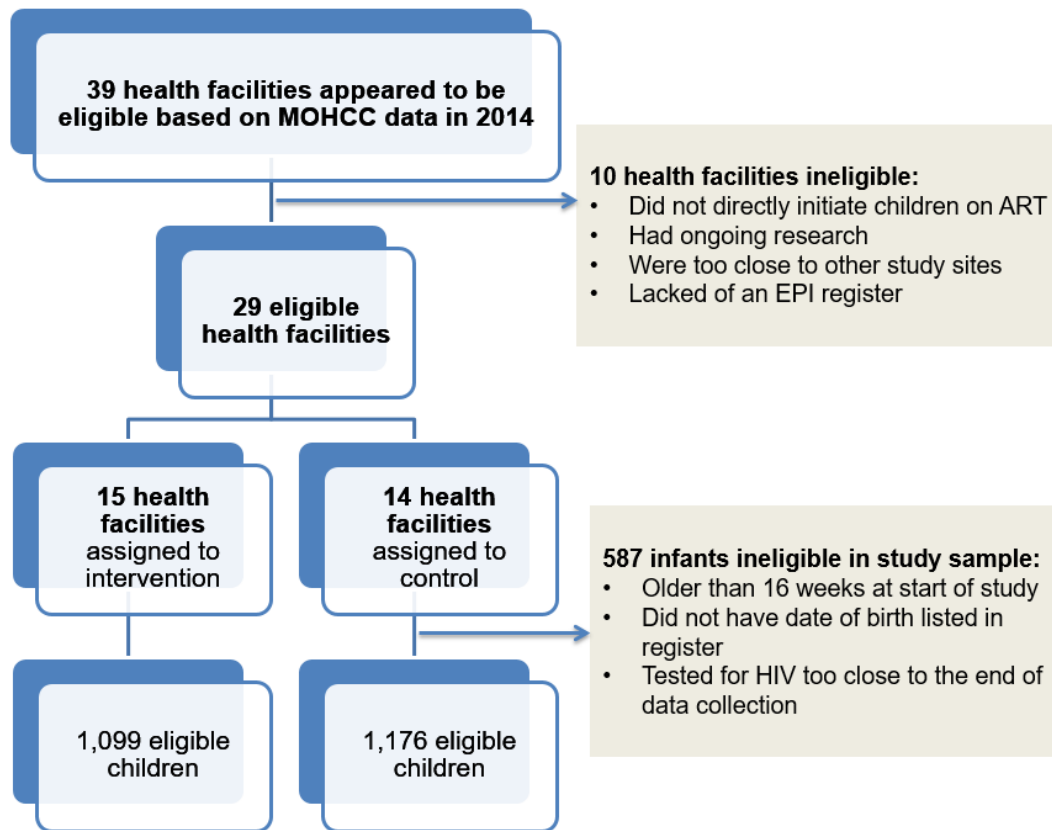 39 health facilities appeared to be
eligible based on MOHCC data in 2014
10 health facilities ineligible:
• Did not directly initiate children on ART
• Had ongoing research
• Were too close to other study sites
• Lacked of an EPI register
29 eligible
health facilities
15 health
facilities
assigned to
intervention
14 health
facilities
assigned to
control
587 infants ineligible in study sample:
• Older than 16 weeks at start of study
• Did not have date of birth listed in
register
• Tested for HIV too close to the end of
data collection
1,099 eligible
children
1,176 eligible
children